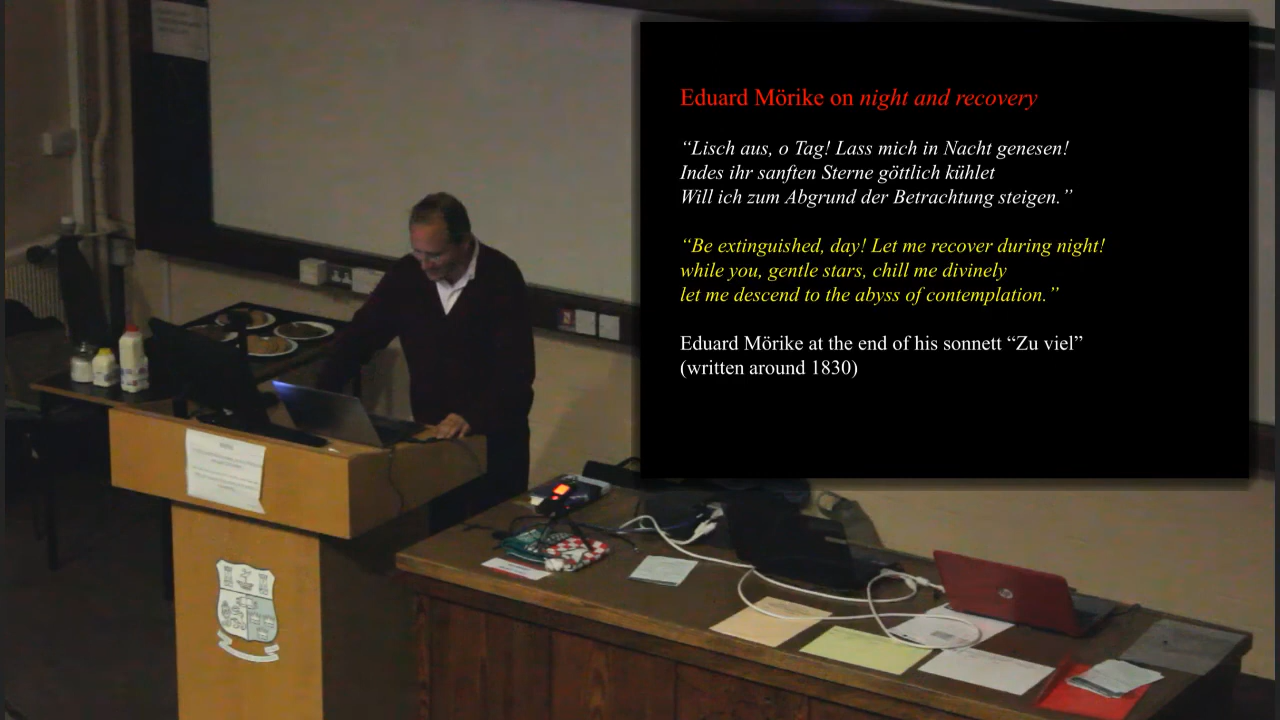 Eduard Mörike on night and recovery
“Lisch aus, o Tag! Lass mich in Nacht genesen!
Indes ihr sanften Sterne göttlich kühlet
Will ich zum Abgrund der Betrachtung steigen.”
“Be extinguished, day! Let me recover during night!
while you, gentle stars, chill me divinely
let me descend to the abyss of contemplation.”
Eduard Mörike at the end of his sonnett “Zu viel”
(written around 1830)
hp